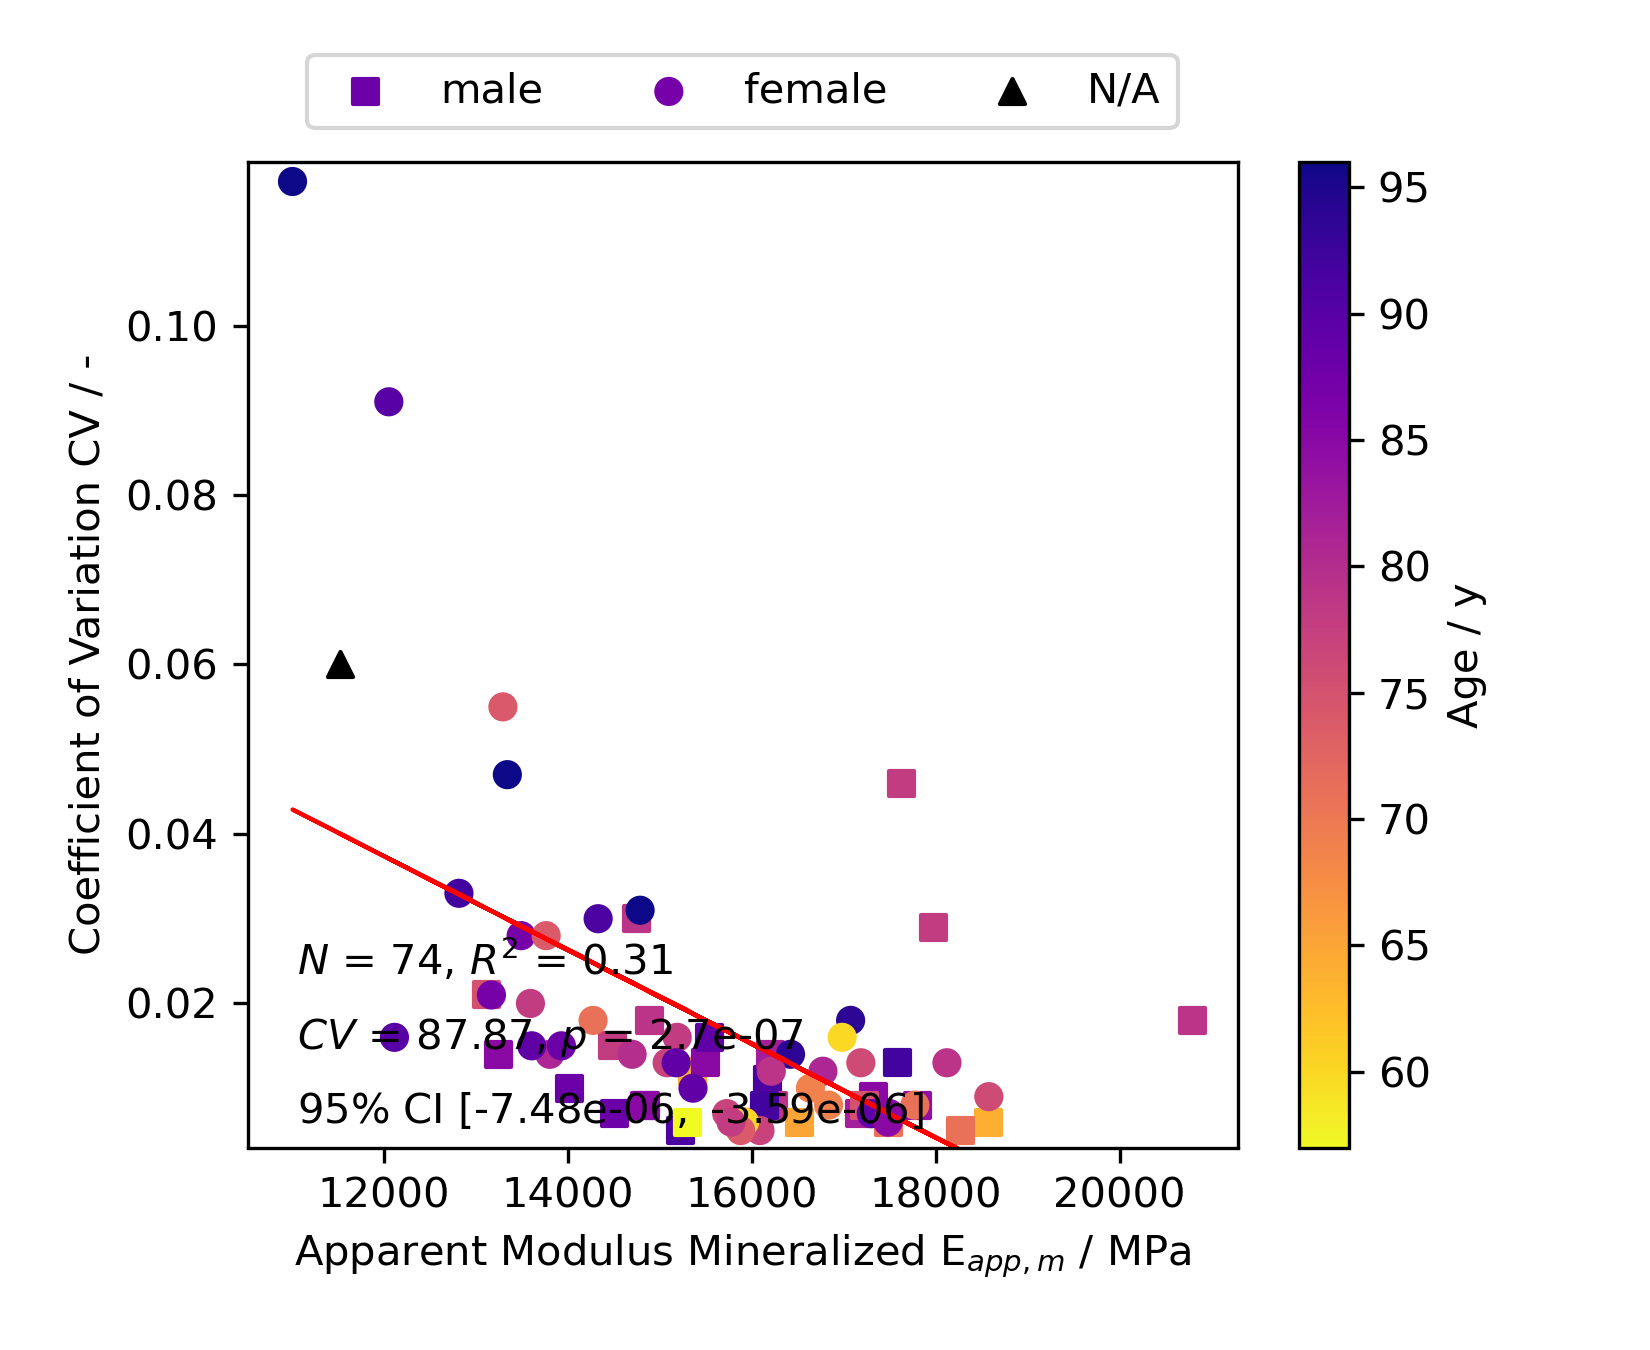 male female N/A
0.10
0.08
0.06
0.04
0.02
Coefficient of Variation CV / -
N = 74, R² = 0.31
CV = 87.87, p = 2.7e-07
95% CI [-7.48e-06, -3.59e-06]
12000 14000 16000 18000 20000
Apparent Modulus Mineralized E_{app,m} / MPa
95
90
85
80
75
70
65
60
Age / y